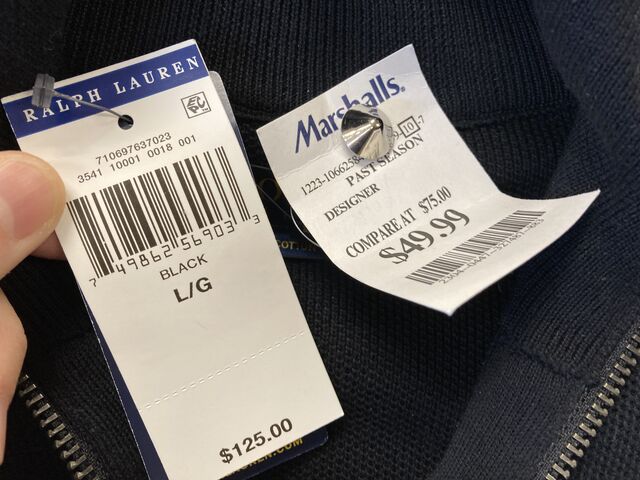 RALPH LAUREN
710697637023
3541 10001 0018 001
7 49862 56903 3
BLACK
L/G
$125.00
Marshalls®
PAST SEASON
DESIGNER
COMPARE AT $75.00
$49.99